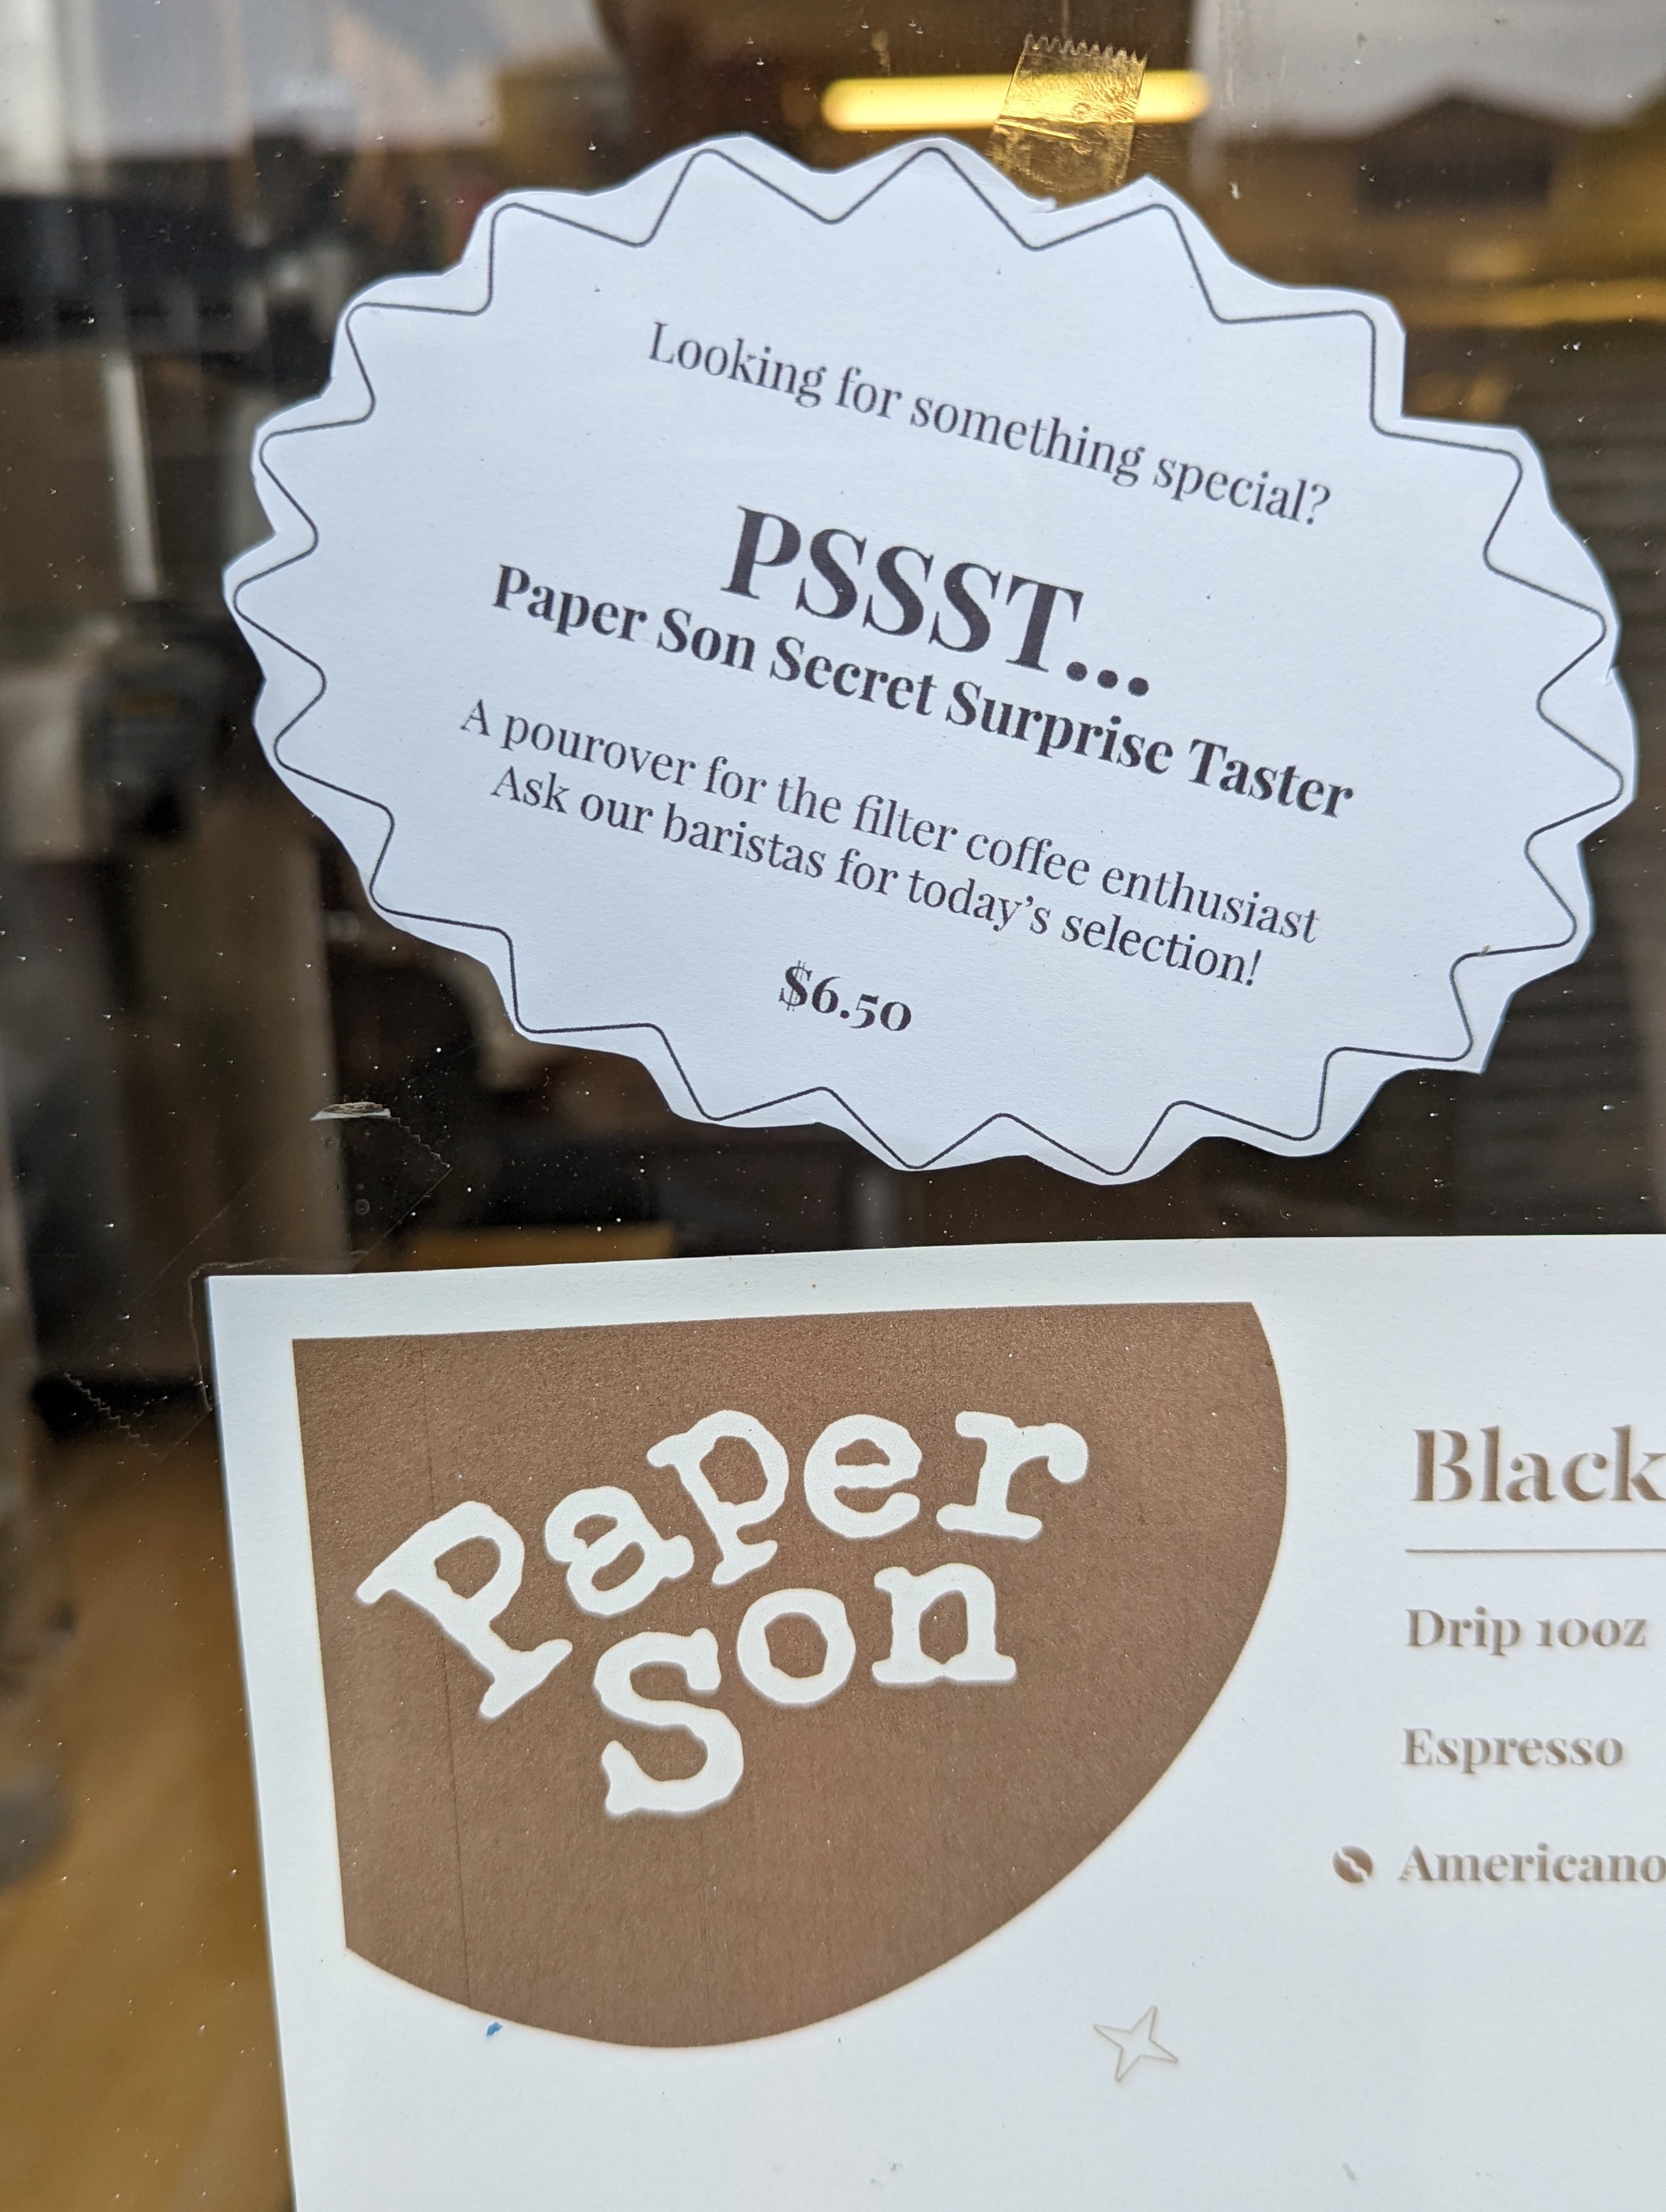 Looking for something special?
PSSST...
Paper Son Secret Surprise Taster
A pourover for the filter coffee enthusiast
Ask our baristas for today's selection!
$6.50
Paper
Son
Black
Drip 10oz
Espresso
Americano